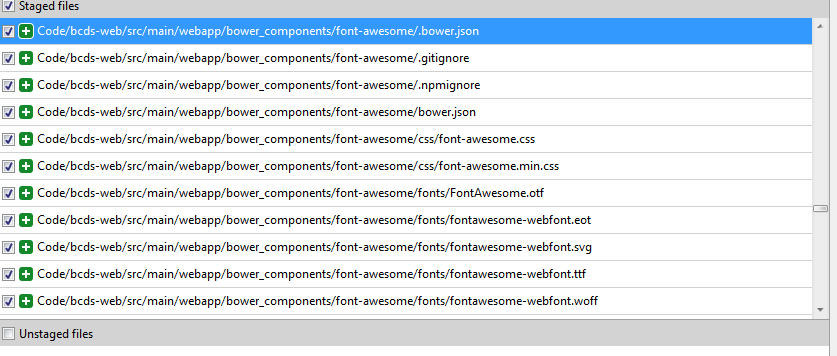 Staged files
Code/bcds-web/src/main/webapp/bower_components/font-awesome/.bower.json
Code/bcds-web/src/main/webapp/bower_components/font-awesome/.gitignore
Code/bcds-web/src/main/webapp/bower_components/font-awesome/.npmignore
Code/bcds-web/src/main/webapp/bower_components/font-awesome/bower.json
Code/bcds-web/src/main/webapp/bower_components/font-awesome/css/font-awesome.css
Code/bcds-web/src/main/webapp/bower_components/font-awesome/css/font-awesome.min.css
Code/bcds-web/src/main/webapp/bower_components/font-awesome/fonts/FontAwesome.otf
Code/bcds-web/src/main/webapp/bower_components/font-awesome/fonts/fontawesome-webfont.eot
Code/bcds-web/src/main/webapp/bower_components/font-awesome/fonts/fontawesome-webfont.svg
Code/bcds-web/src/main/webapp/bower_components/font-awesome/fonts/fontawesome-webfont.ttf
Code/bcds-web/src/main/webapp/bower_components/font-awesome/fonts/fontawesome-webfont.woff
Unstaged files